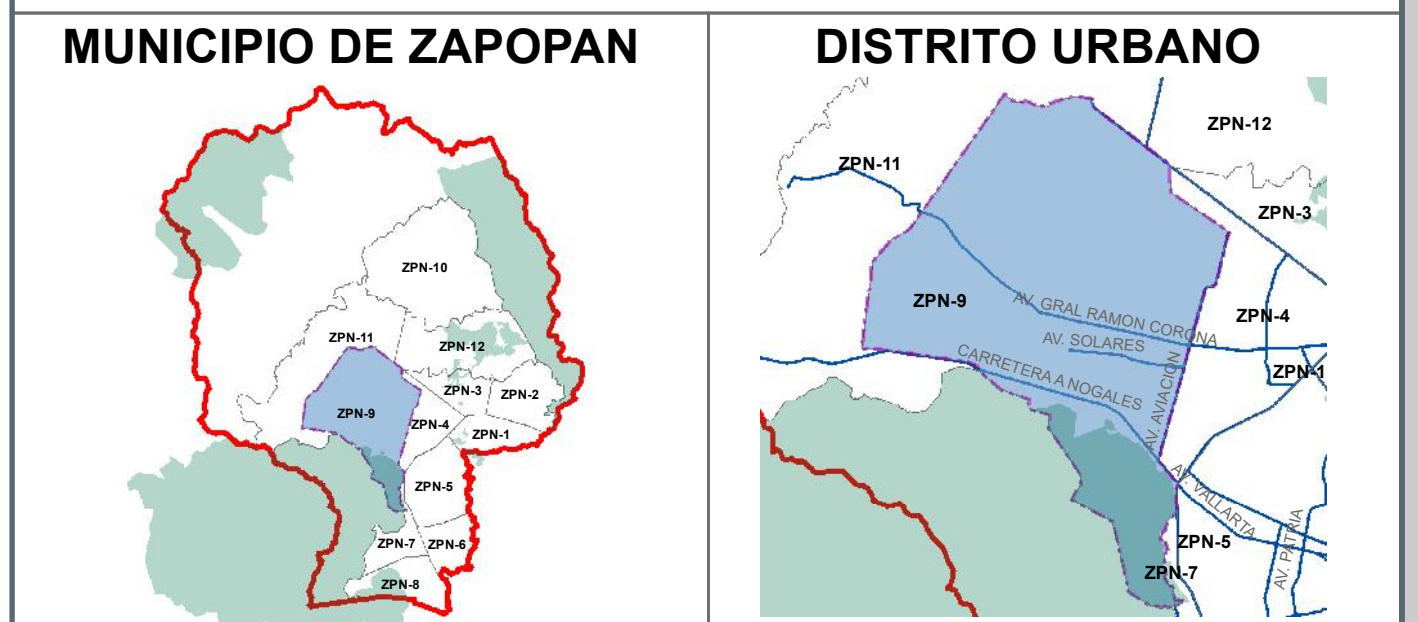 MUNICIPIO DE ZAPOPAN
ZPN-10
ZPN-11
ZPN-12
ZPN-3
ZPN-2
ZPN-9
ZPN-4
ZPN-1
ZPN-5
ZPN-7
ZPN-6
ZPN-8
DISTRITO URBANO
ZPN-12
ZPN-11
ZPN-3
ZPN-9
AV. GRAL RAMON CORONA
ZPN-4
AV. SOLARES
CARRETERA A NOGALES
ZPN-1
AV. AVIACION
AV. VALLARTA
AV. PATRIA
ZPN-5
ZPN-7